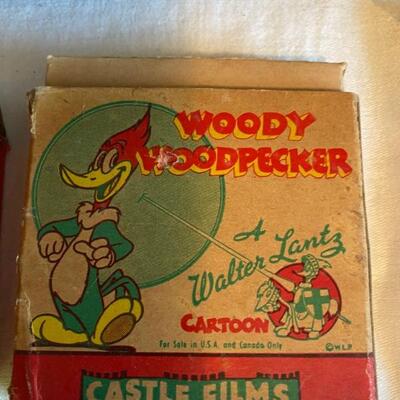 WOODY
WOODPECKER
A
Walter Lantz
CARTOON
For Sale in U.S.A. and Canada Only
©W.L.P.
CASTLE FILMS